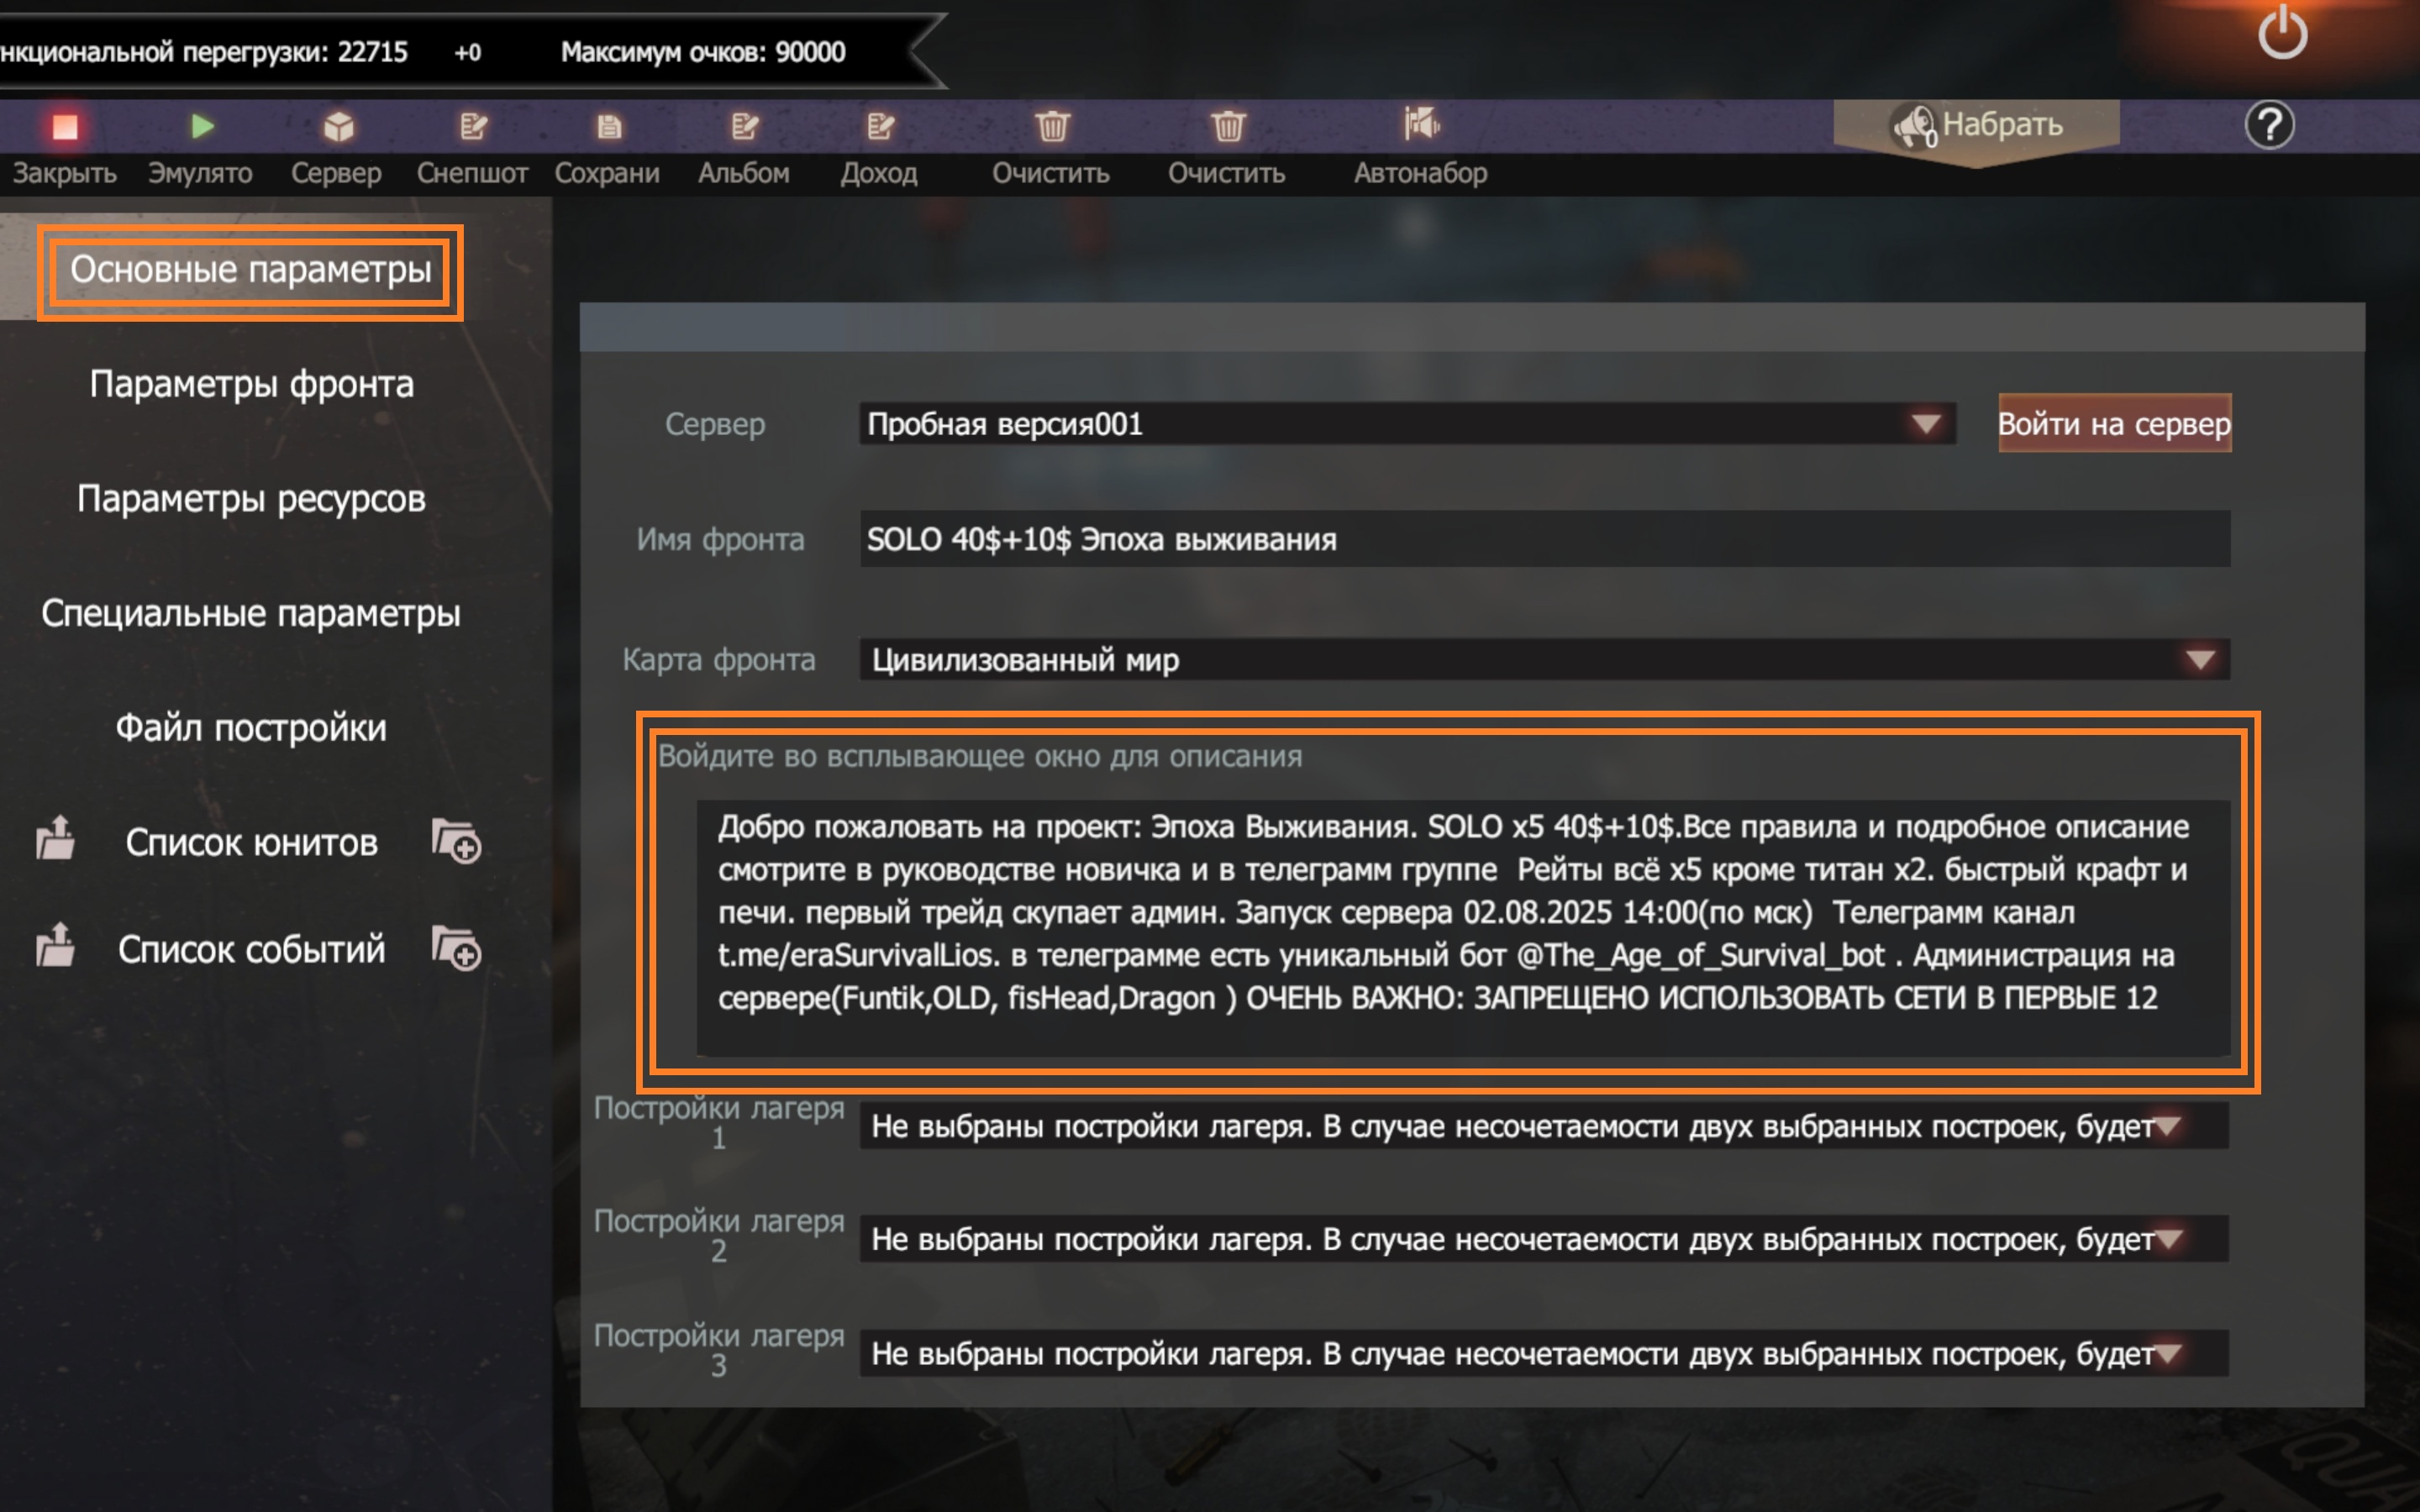 нкциональной перегрузки: 22715 +0 Максимум очков: 90000
Закрыть Эмулято Сервер Снепшот Сохрани Альбом Доход Очистить Очистить Автонабор
0 Набрать
?
Основные параметры
Параметры фронта
Параметры ресурсов
Специальные параметры
Файл постройки
Список юнитов
Список событий
Сервер Пробная версия001 Войти на сервер
Имя фронта SOLO 40$+10$ Эпоха выживания
Карта фронта Цивилизованный мир
Войдите во всплывающее окно для описания
Добро пожаловать на проект: Эпоха Выживания. SOLO x5 40$+10$.Все правила и подробное описание
смотрите в руководстве новичка и в телеграмм группе  Рейты всё х5 кроме титан х2. быстрый крафт и
печи. первый трейд скупает админ. Запуск сервера 02.08.2025 14:00(по мск)  Телеграмм канал
t.me/eraSurvivalLios. в телеграмме есть уникальный бот @The_Age_of_Survival_bot . Администрация на
сервере(Funtik,OLD, fisHead,Dragon ) ОЧЕНЬ ВАЖНО: ЗАПРЕЩЕНО ИСПОЛЬЗОВАТЬ СЕТИ В ПЕРВЫЕ 12
Постройки лагеря
1
Не выбраны постройки лагеря. В случае несочетаемости двух выбранных построек, будет
Постройки лагеря
2
Не выбраны постройки лагеря. В случае несочетаемости двух выбранных построек, будет
Постройки лагеря
3
Не выбраны постройки лагеря. В случае несочетаемости двух выбранных построек, будет